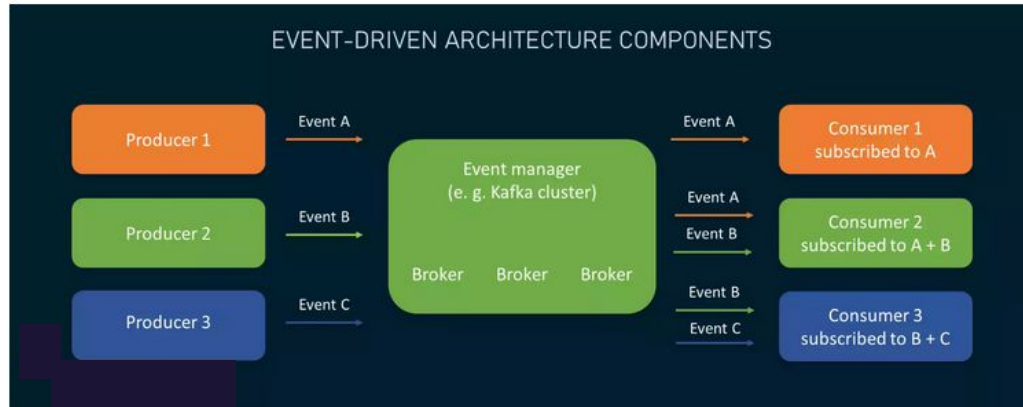 EVENT-DRIVEN ARCHITECTURE COMPONENTS
Producer 1
Event A
Event A
Consumer 1
subscribed to A
Event manager
(e. g. Kafka cluster)
Producer 2
Event B
Event A
Event B
Consumer 2
subscribed to A + B
Broker
Broker
Broker
Producer 3
Event C
Event B
Event C
Consumer 3
subscribed to B + C